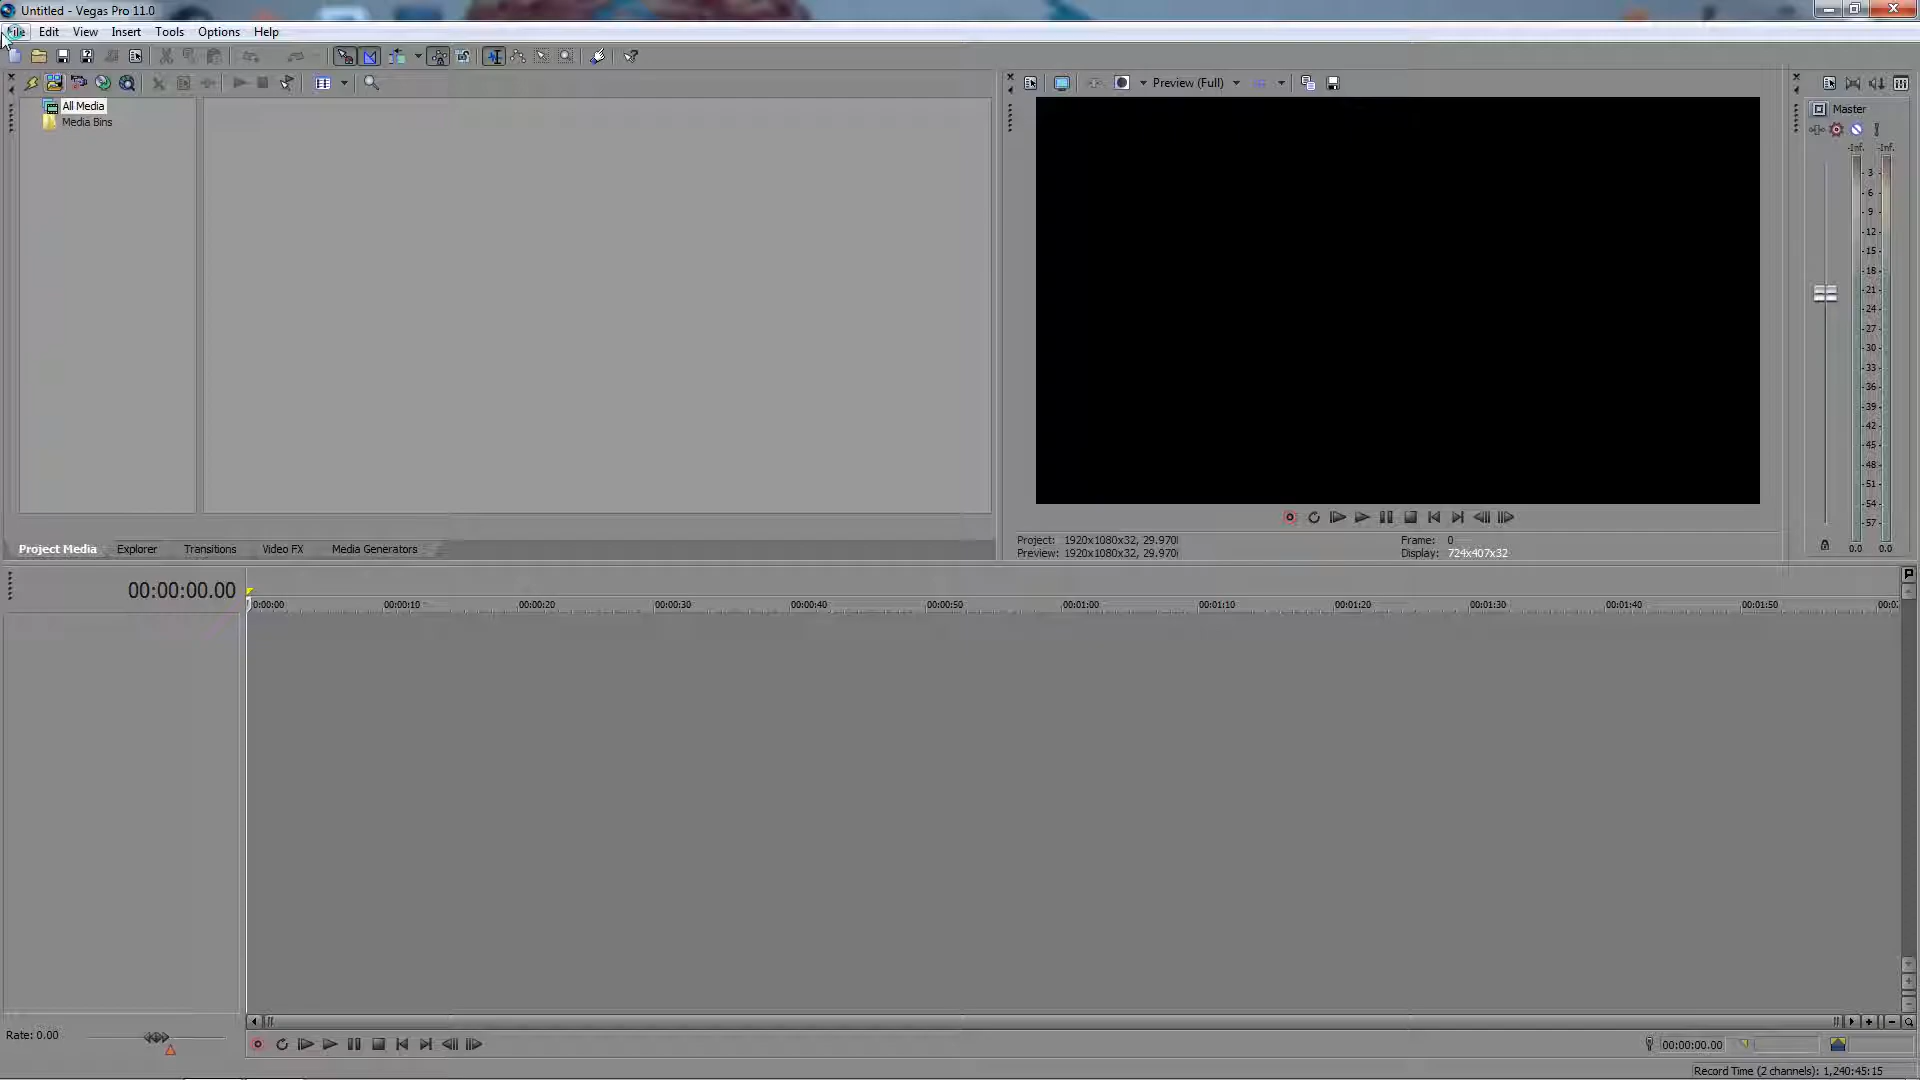 Untitled - Vegas Pro 11.0
File Edit View Insert Tools Options Help
Preview (Full)
All Media
Media Bins
Master
-Inf. -Inf.
3
6
9
12
15
18
21
24
27
30
33
36
39
42
45
48
51
54
57
0.0 0.0
Project: 1920x1080x32, 29.970i
Preview: 1920x1080x32, 29.970i
Frame: 0
Display: 724x407x32
Project Media Explorer Transitions Video FX Media Generators
00:00:00.00
0:00:00 00:00:10 00:00:20 00:00:30 00:00:40 00:00:50 00:01:00 00:01:10 00:01:20 00:01:30 00:01:40 00:01:50 00:0
Rate: 0.00
00:00:00.00
Record Time (2 channels): 1,240:45:15